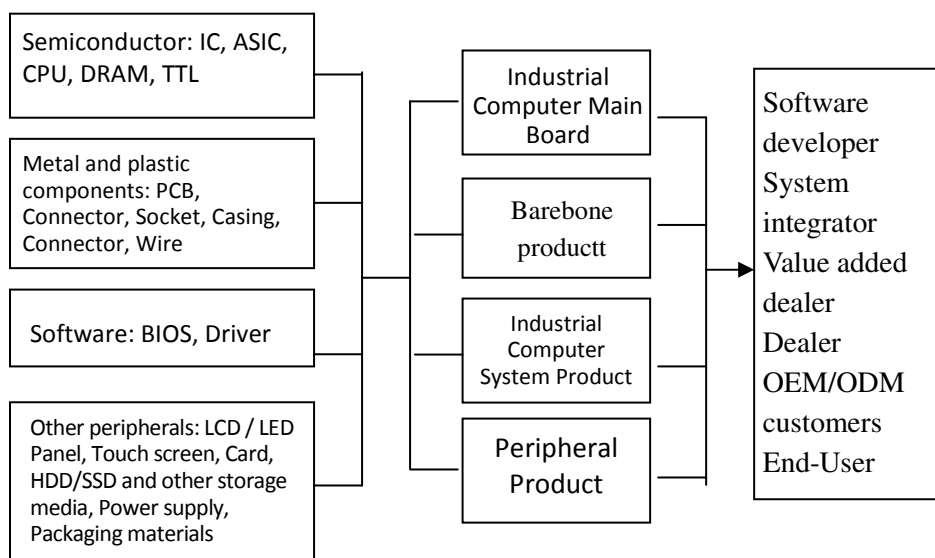 Semiconductor: IC, ASIC,
CPU, DRAM, TTL
Metal and plastic
components: PCB,
Connector, Socket, Casing,
Connector, Wire
Software: BIOS, Driver
Other peripherals: LCD / LED
Panel, Touch screen, Card,
HDD/SSD and other storage
media, Power supply,
Packaging materials
Industrial
Computer Main
Board
Barebone
productt
Industrial
Computer
System Product
Peripheral
Product
Software
developer
System
integrator
Value added
dealer
Dealer
OEM/ODM
customers
End-User